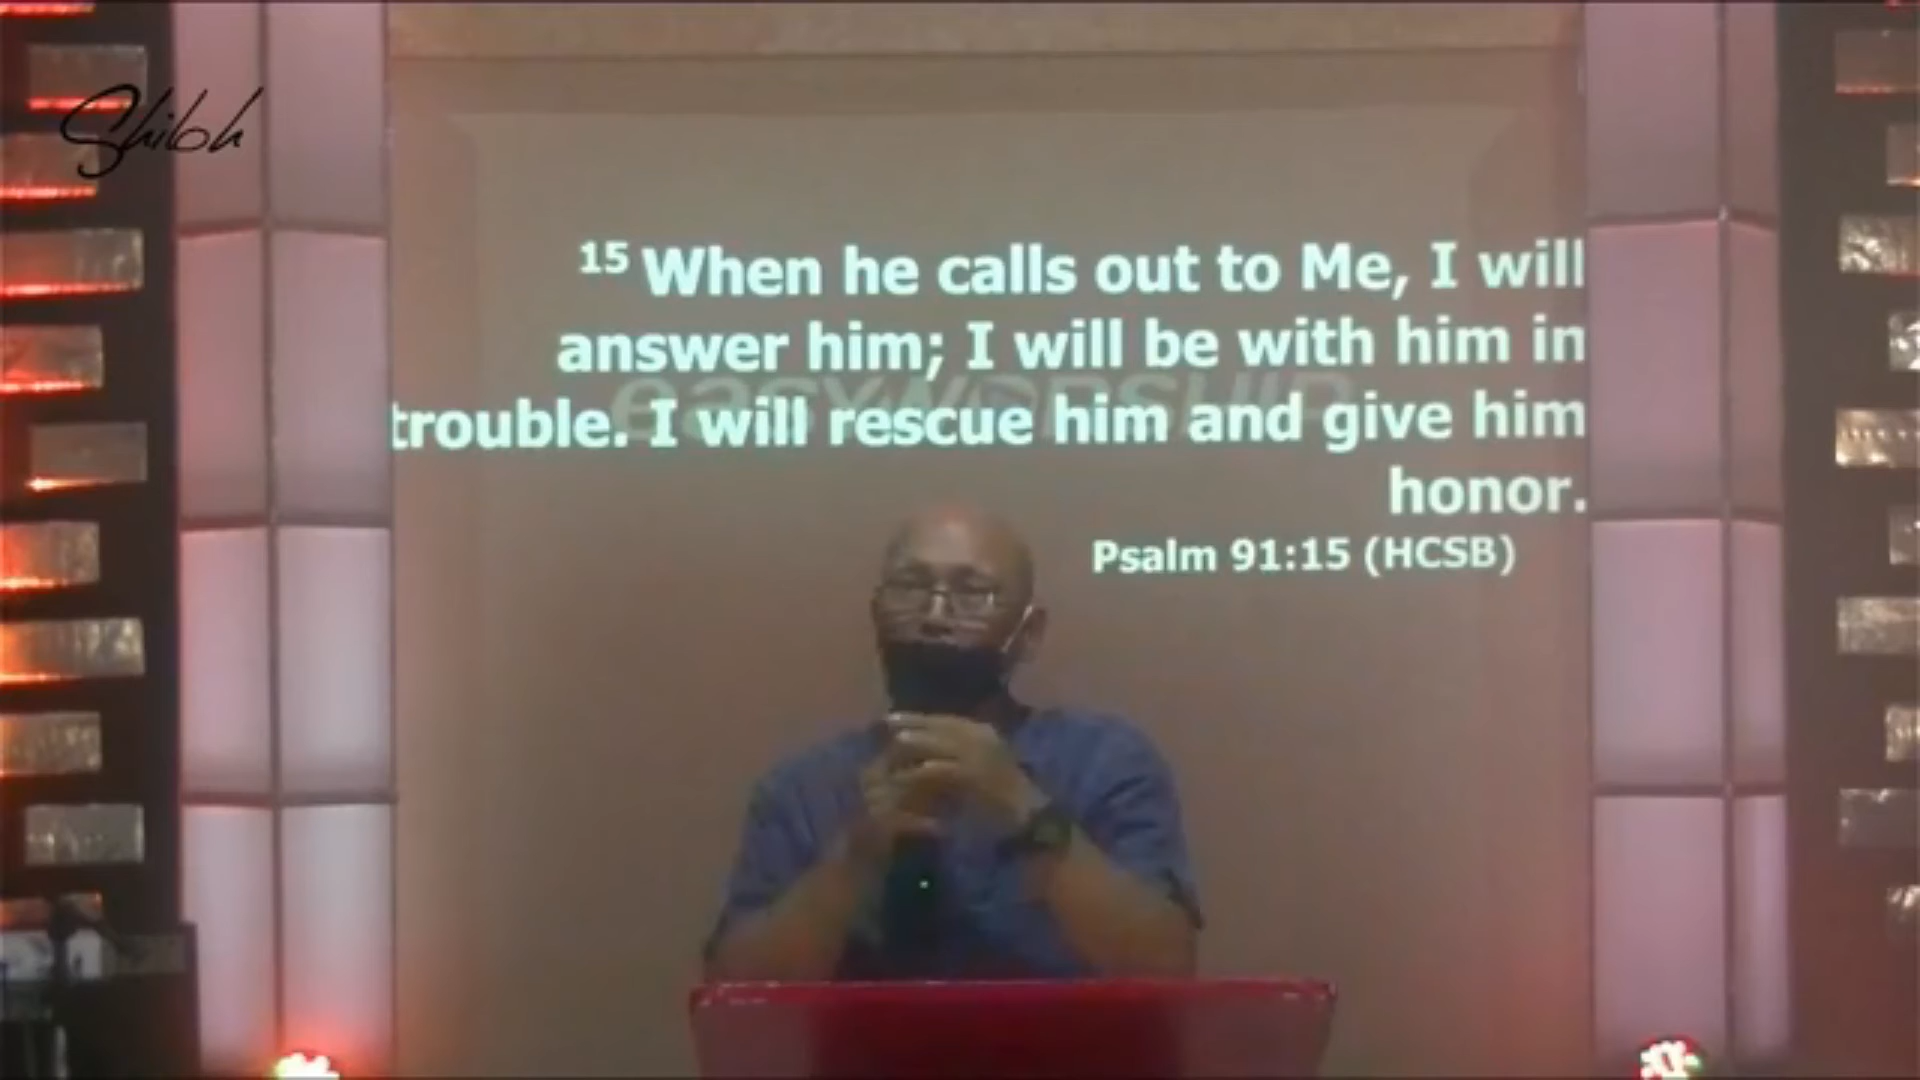 Shiloh
15 When he calls out to Me, I will
answer him; I will be with him in
trouble. I will rescue him and give him
honor.
Psalm 91:15 (HCSB)
easyworship